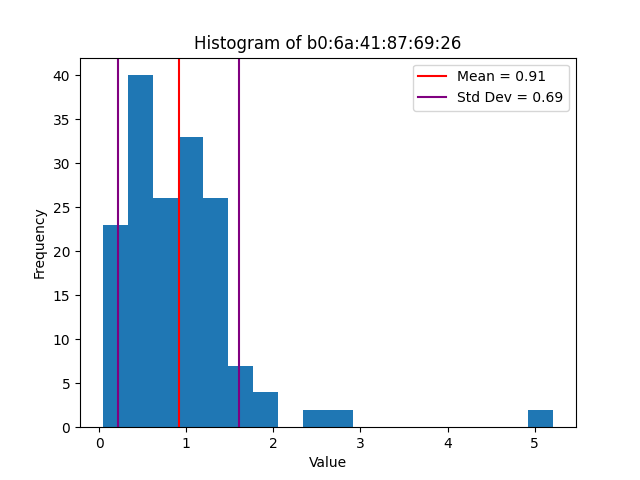 Histogram of b0:6a:41:87:69:26
Mean = 0.91
Std Dev = 0.69
40
35
30
25
20
15
10
5
0
Frequency
0 1 2 3 4 5
Value